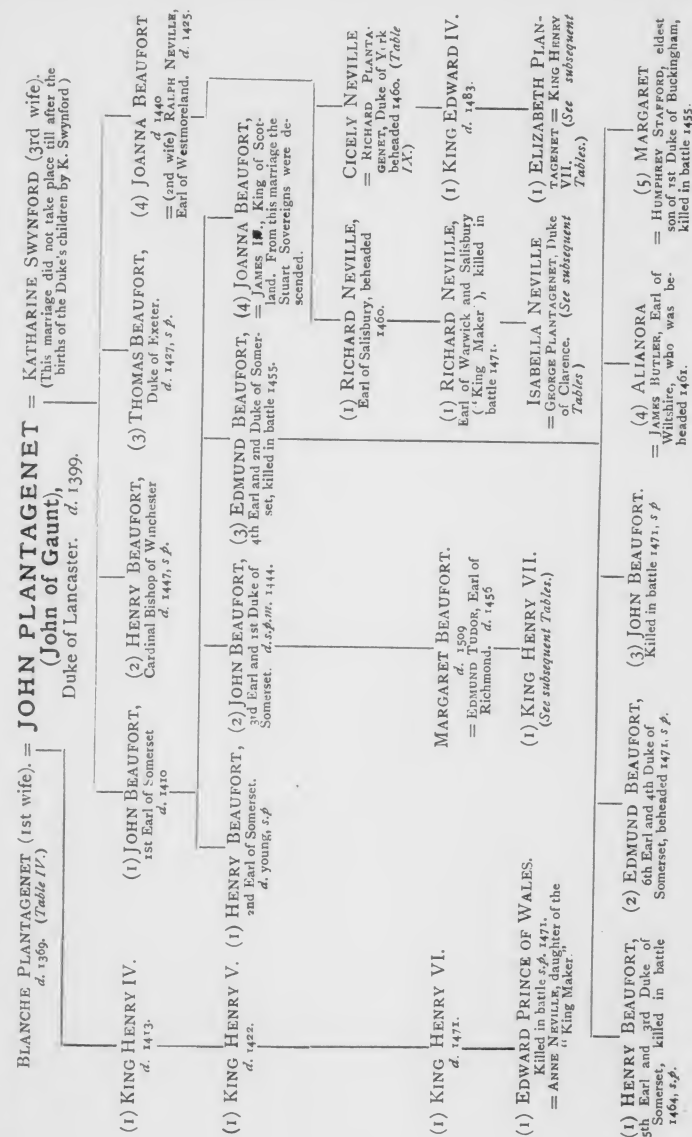 BLANCHE PLANTAGENET (1st wife). = JOHN PLANTAGENET = KATHARINE SWYNFORD (3rd wife).
d. 1369. (Table IV.)
(John of Gaunt),
Duke of Lancaster. d. 1399.
(This marriage did not take place till after the
births of the Duke's children by K. Swynford)
(1) KING HENRY IV.
d. 1413.
(1) JOHN BEAUFORT,
1st Earl of Somerset
d. 1410
(2) HENRY BEAUFORT,
Cardinal Bishop of Winchester
d. 1447, s.p.
(3) THOMAS BEAUFORT,
Duke of Exeter.
d. 1427, s p.
(4) JOANNA BEAUFORT
d 1440
= (2nd wife) RALPH NEVILLE,
Earl of Westmoreland. d. 1425.
(1) KING HENRY V.
d. 1422.
(1) HENRY BEAUFORT,
2nd Earl of Somerset.
d. young, s.p
(2) JOHN BEAUFORT,
3rd Earl and 1st Duke of
Somerset. d.s.p.m. 1444.
(3) EDMUND BEAUFORT,
4th Earl and 2nd Duke of Somer-
set, killed in battle 1455.
(4) JOANNA BEAUFORT,
= JAMES I., King of Scot-
land. From this marriage the
Stuart Sovereigns were de-
scended.
(1) RICHARD NEVILLE,
Earl of Salisbury, beheaded
1460.
CICELY NEVILLE
= RICHARD PLANTA-
GENET, Duke of York
beheaded 1460. (Table
IX.)
(1) KING HENRY VI.
d. 1471.
MARGARET BEAUFORT.
d. 1509
= EDMUND TUDOR, Earl of
Richmond. d. 1456
(1) RICHARD NEVILLE,
Earl of Warwick and Salisbury
(' King Maker ), killed in
battle 1471.
(1) KING EDWARD IV.
d. 1483.
(1) EDWARD PRINCE OF WALES.
Killed in battle s.p. 1471.
= ANNE NEVILLE, daughter of the
" King Maker."
(1) KING HENRY VII.
(See subsequent Tables.)
ISABELLA NEVILLE
= GEORGE PLANTAGENET, Duke
of Clarence. (See subsequent
Tables )
(1) ELIZABETH PLAN-
TAGENET = KING HENRY
VII. (See subsequent
Tables.)
(1) HENRY BEAUFORT,
5th Earl and 3rd Duke of
Somerset, killed in battle
1464, s.p.
(2) EDMUND BEAUFORT,
6th Earl and 4th Duke of
Somerset, beheaded 1471, s p.
(3) JOHN BEAUFORT.
Killed in battle 1471, s p
(4) ALIANORA
= JAMES BUTLER, Earl of
Wiltshire, who was be-
headed 1461.
(5) MARGARET
= HUMPHREY STAFFORD, eldest
son of 1st Duke of Buckingham,
killed in battle 1455.